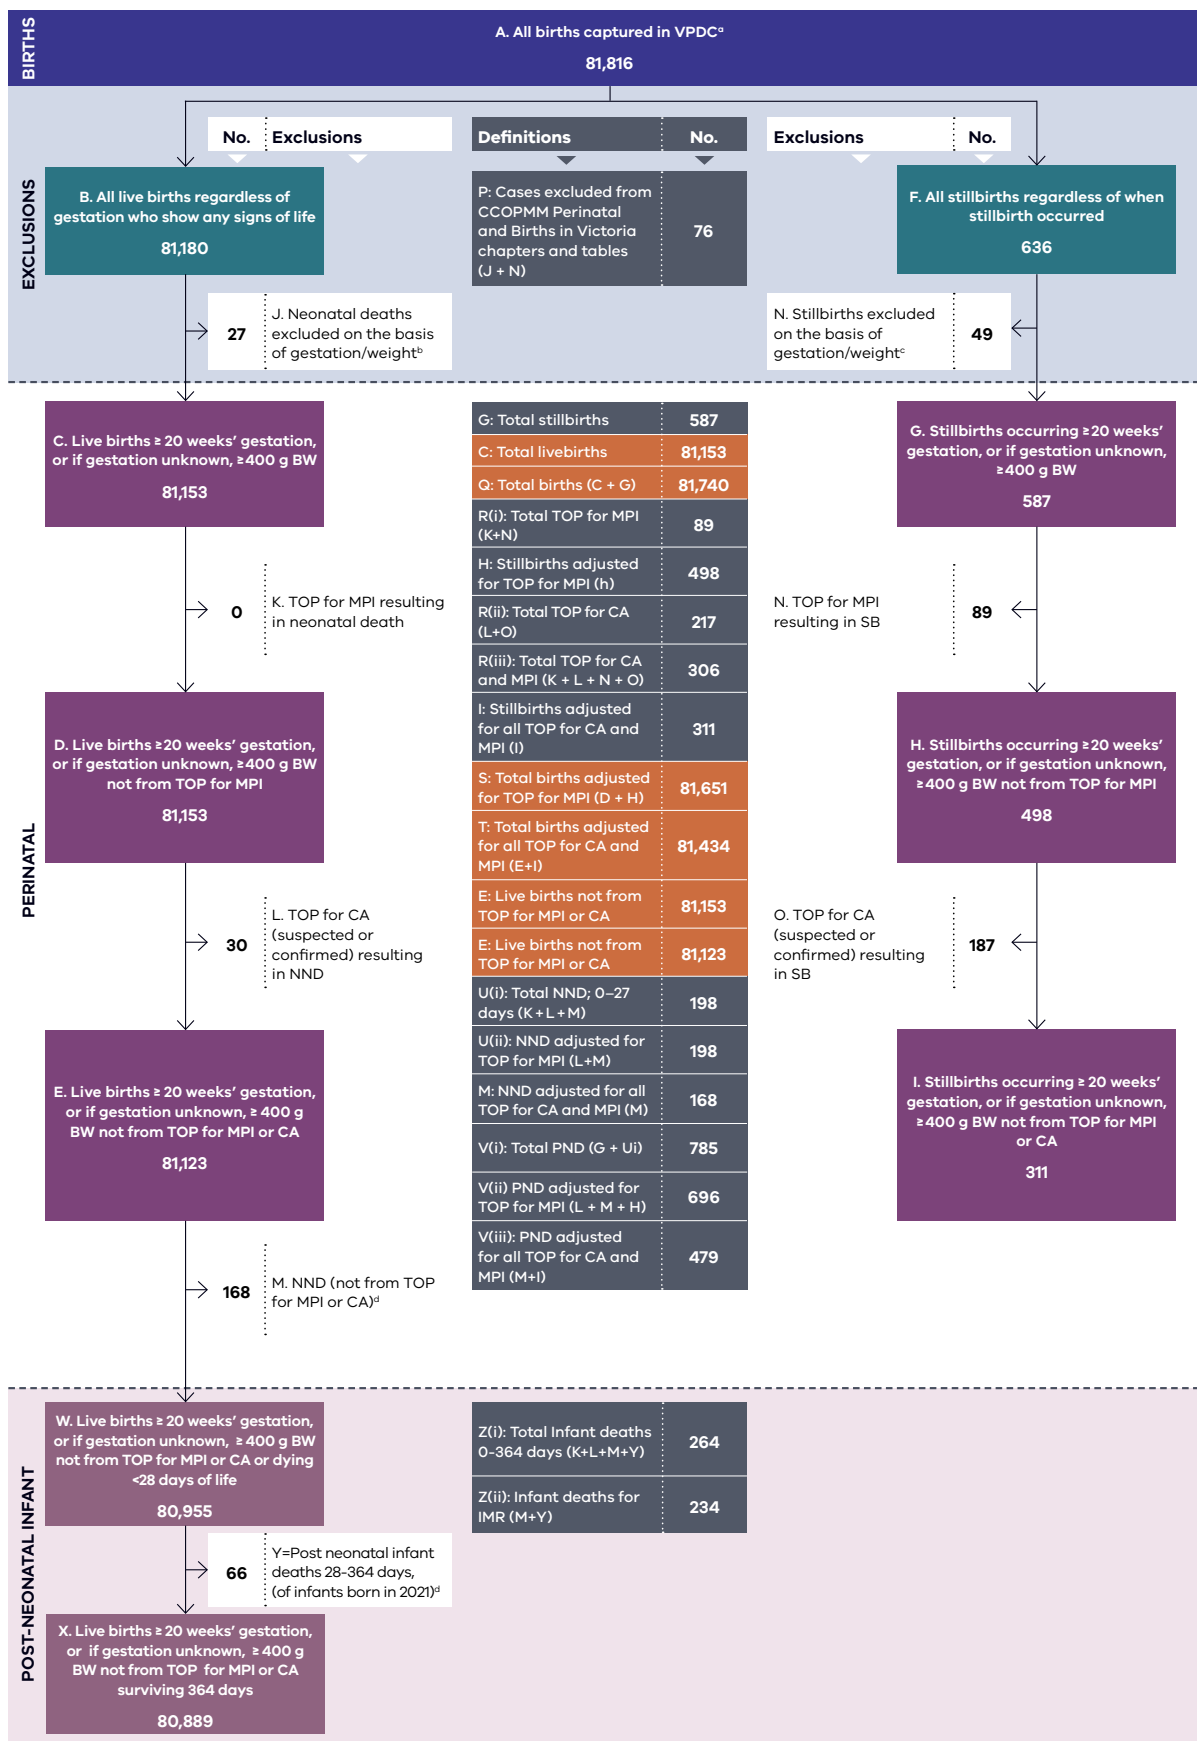 BIRTHS
A. All births captured in VPDCᵃ
81,816
EXCLUSIONS
No. Exclusions
Definitions No.
Exclusions No.
B. All live births regardless of
gestation who show any signs of life
81,180
P: Cases excluded from
CCOPMM Perinatal
and Births in Victoria
chapters and tables
(J + N)
76
F. All stillbirths regardless of when
stillbirth occurred
636
27
J. Neonatal deaths
excluded on the basis
of gestation/weightᵇ
N. Stillbirths excluded
on the basis of
gestation/weightᶜ
49
PERINATAL
C. Live births ≥ 20 weeks’ gestation,
or if gestation unknown, ≥400 g BW
81,153
0
K. TOP for MPI resulting
in neonatal death
D. Live births ≥20 weeks’ gestation,
or if gestation unknown, ≥400 g BW
not from TOP for MPI
81,153
30
L. TOP for CA
(suspected or
confirmed) resulting
in NND
E. Live births ≥ 20 weeks’ gestation,
or if gestation unknown, ≥ 400 g
BW not from TOP for MPI or CA
81,123
168
M. NND (not from TOP
for MPI or CA)ᵈ
G: Total stillbirths 587
C: Total livebirths 81,153
Q: Total births (C + G) 81,740
R(i): Total TOP for MPI
(K+N)
89
H: Stillbirths adjusted
for TOP for MPI (h)
498
R(ii): Total TOP for CA
(L+O)
217
R(iii): Total TOP for CA
and MPI (K + L + N + O)
306
I: Stillbirths adjusted
for all TOP for CA and
MPI (I)
311
S: Total births adjusted
for TOP for MPI (D + H)
81,651
T: Total births adjusted
for all TOP for CA and
MPI (E+I)
81,434
E: Live births not from
TOP for MPI or CA
81,153
E: Live births not from
TOP for MPI or CA
81,123
U(i): Total NND; 0–27
days (K+L+M)
198
U(ii): NND adjusted for
TOP for MPI (L+M)
198
M: NND adjusted for all
TOP for CA and MPI (M)
168
V(i): Total PND (G + Ui) 785
V(ii) PND adjusted for
TOP for MPI (L + M + H)
696
V(iii): PND adjusted
for all TOP for CA and
MPI (M+I)
479
G. Stillbirths occurring ≥20 weeks’
gestation, or if gestation unknown,
≥400 g BW
587
N. TOP for MPI
resulting in SB
89
H. Stillbirths occurring ≥20 weeks’
gestation, or if gestation unknown,
≥400 g BW not from TOP for MPI
498
O. TOP for CA
(suspected or
confirmed) resulting
in SB
187
I. Stillbirths occurring ≥ 20 weeks’
gestation, or if gestation unknown,
≥400 g BW not from TOP for MPI
or CA
311
POST-NEONATAL INFANT
W. Live births ≥ 20 weeks’ gestation,
or if gestation unknown, ≥ 400 g BW
not from TOP for MPI or CA or dying
<28 days of life
80,955
66
Y=Post neonatal infant
deaths 28-364 days,
(of infants born in 2021)ᵈ
X. Live births ≥ 20 weeks’ gestation,
or if gestation unknown, ≥ 400 g
BW not from TOP for MPI or CA
surviving 364 days
80,889
Z(i): Total Infant deaths
0-364 days (K+L+M+Y)
264
Z(ii): Infant deaths for
IMR (M+Y)
234